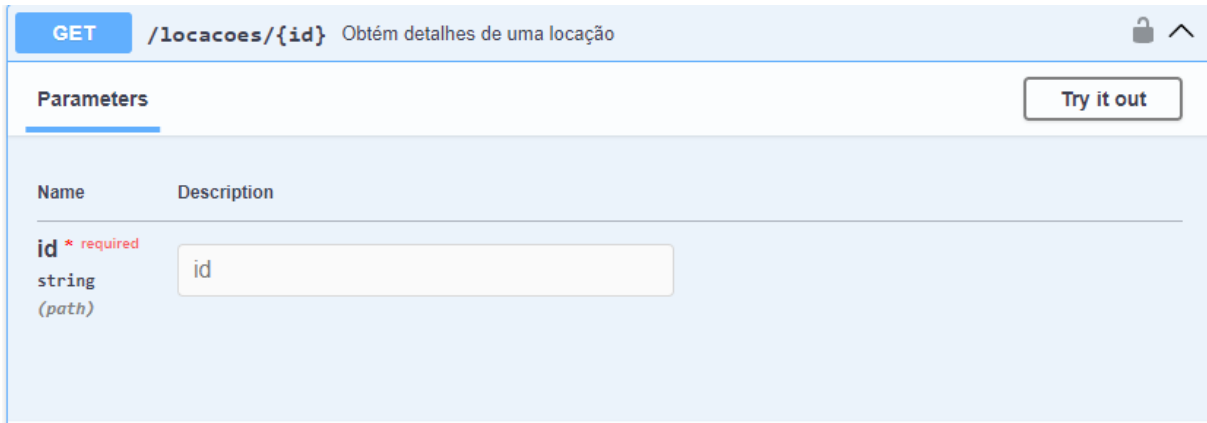 GET /locacoes/{id} Obtém detalhes de uma locação
Parameters Try it out
Name Description
id * required id
string
(path)